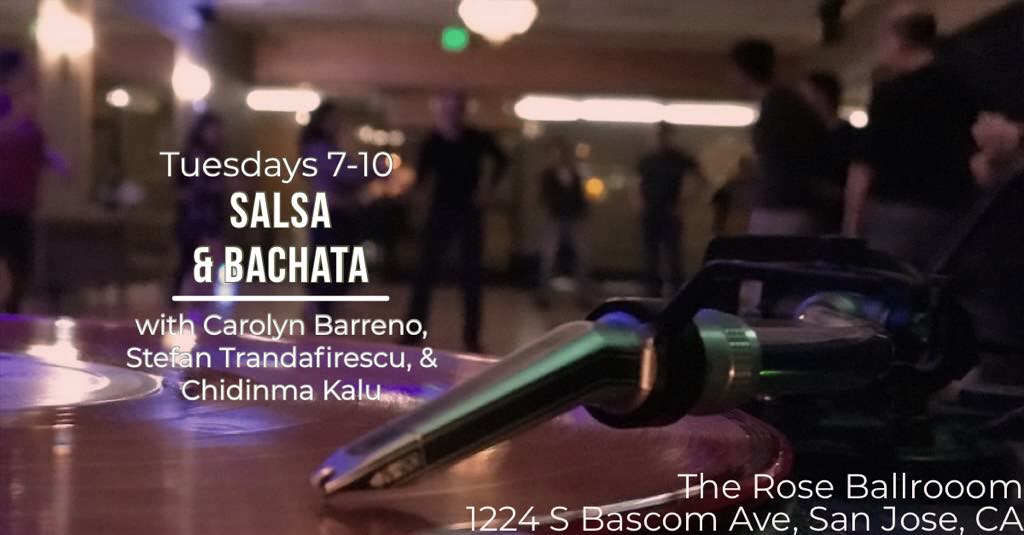 Tuesdays 7-10
SALSA
& BACHATA
with Carolyn Barreno,
Stefan Trandafirescu, &
Chidinma Kalu
The Rose Ballrooom
1224 S Bascom Ave, San Jose, CA